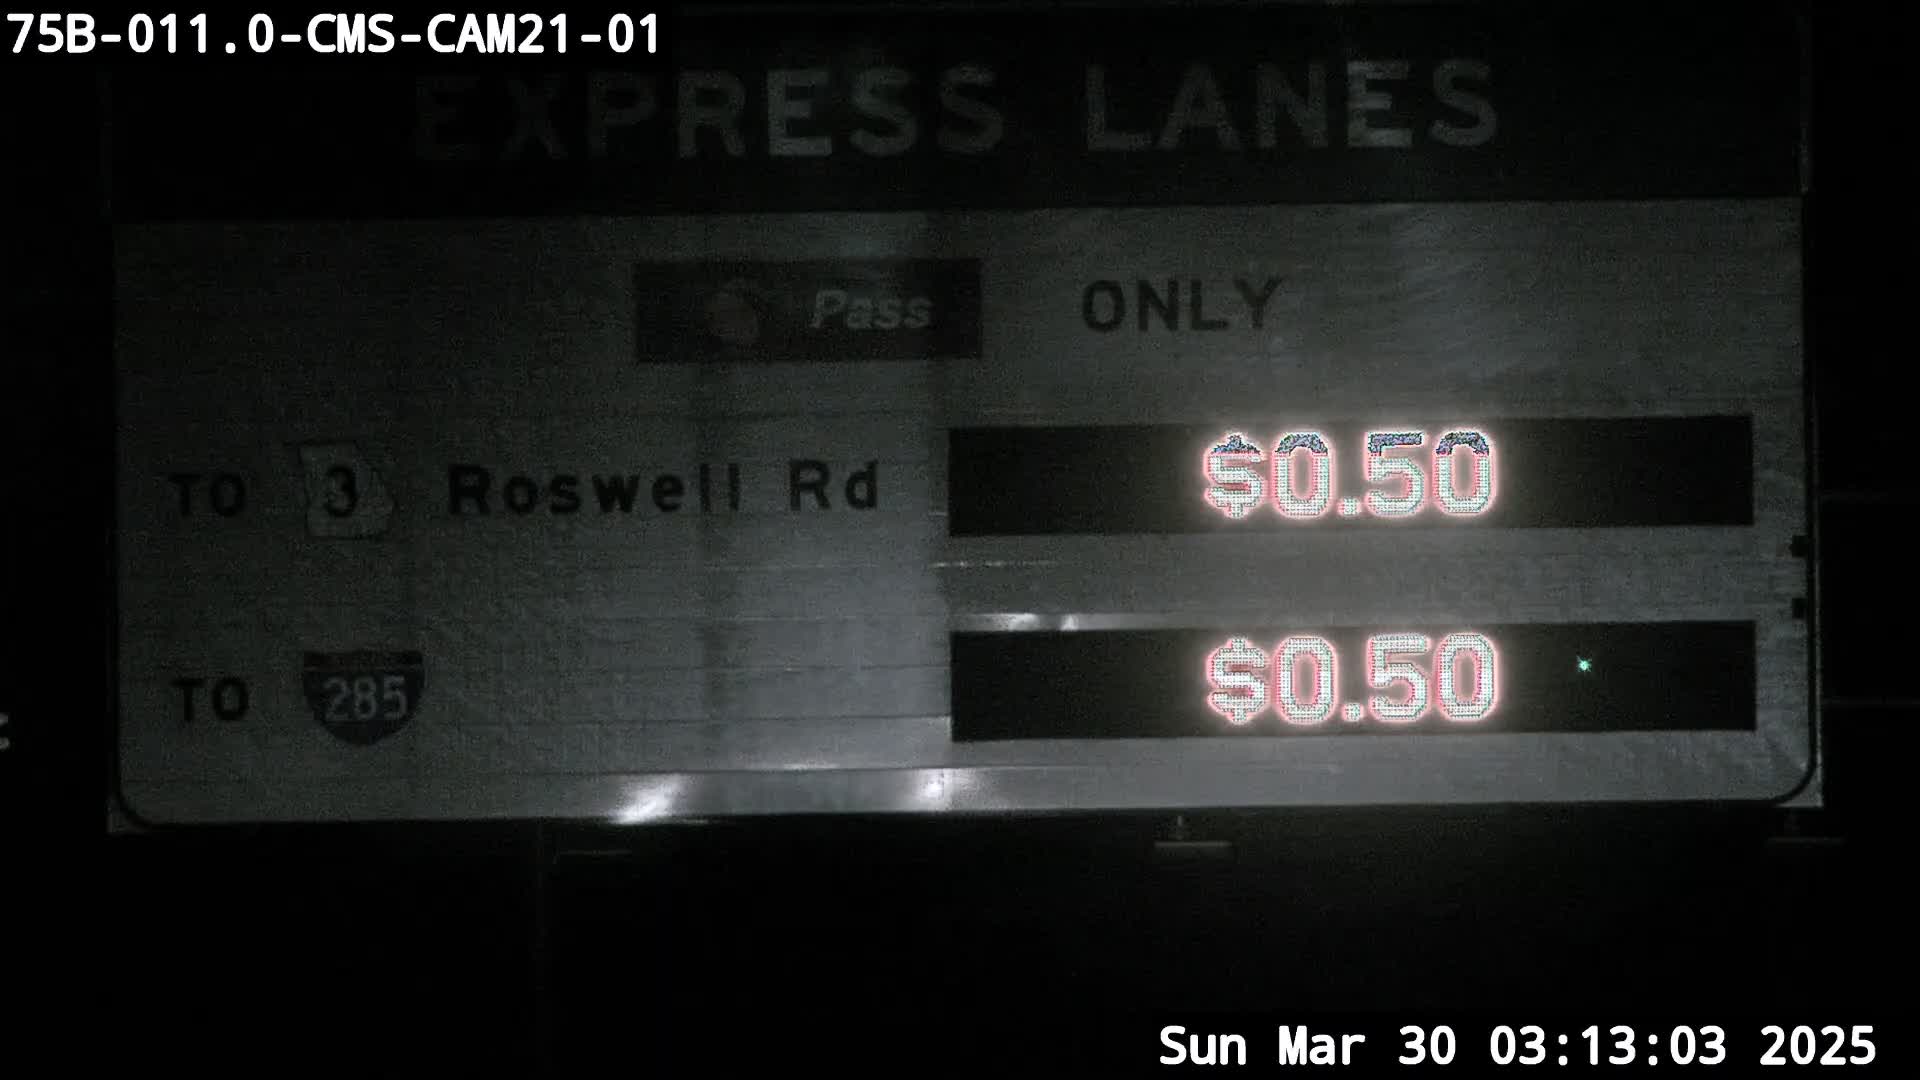 75B-011.0-CMS-CAM21-01
EXPRESS LANES
Pass ONLY
TO 3 Roswell Rd $0.50
TO 285 $0.50
Sun Mar 30 03:13:03 2025